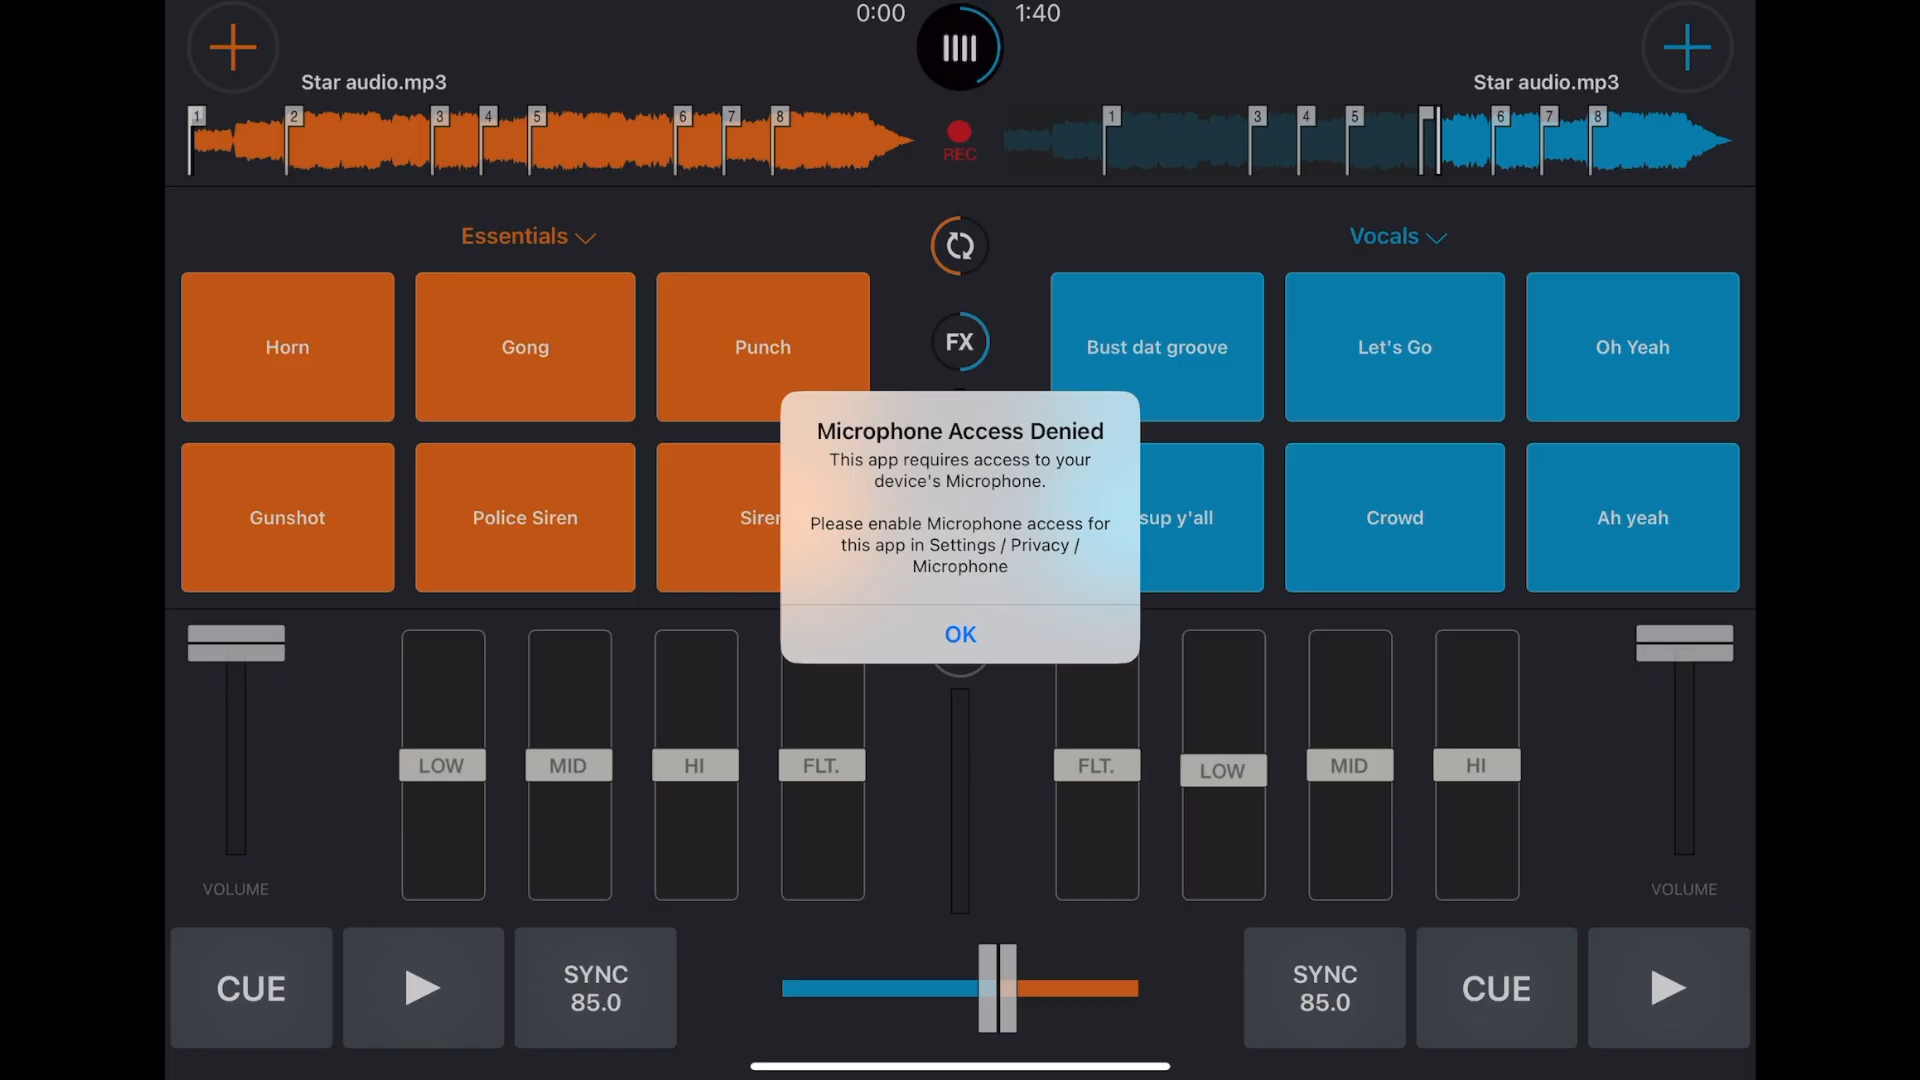 0:00
1:40
Star audio.mp3
Star audio.mp3
1 2 3 4 5 6 7 8
REC
1 3 4 5 6 7 8
Essentials
Vocals
Horn
Gong
Punch
FX
Bust dat groove
Let's Go
Oh Yeah
Microphone Access Denied
This app requires access to your
device's Microphone.
Please enable Microphone access for
this app in Settings / Privacy /
Microphone
OK
Gunshot
Police Siren
Siren
sup y'all
Crowd
Ah yeah
LOW
MID
HI
FLT.
FLT.
LOW
MID
HI
VOLUME
VOLUME
CUE
SYNC
85.0
SYNC
85.0
CUE